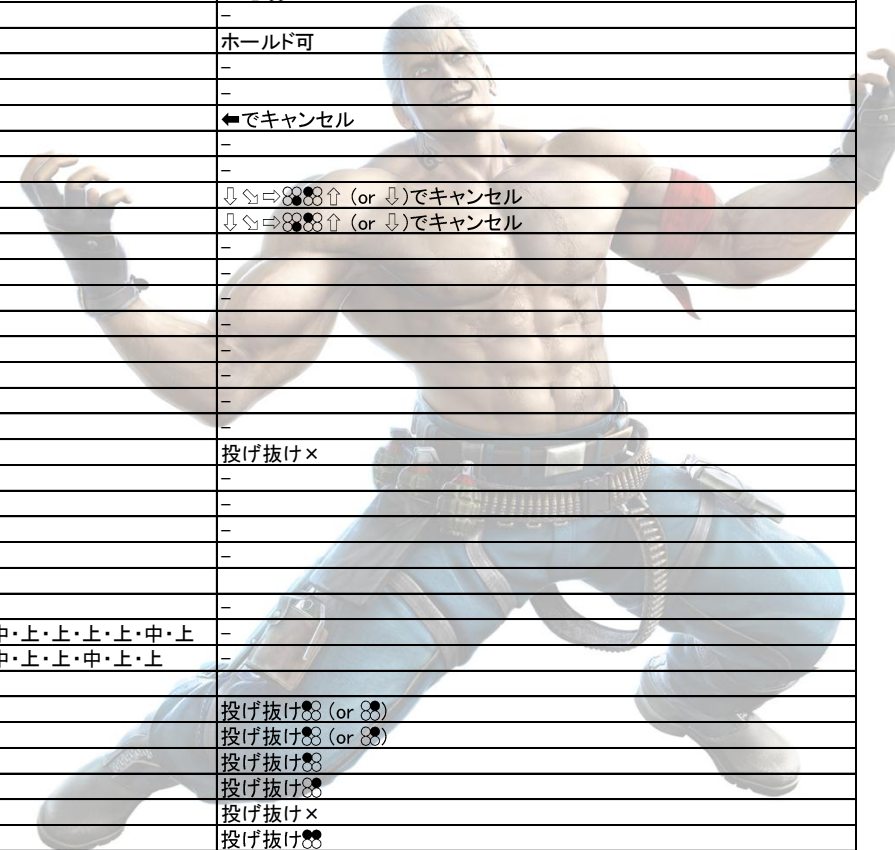 –
ホールド可
–
–
⬅でキャンセル
–
–
⇩⬂⇨ ⇧ (or ⇩)でキャンセル
⇩⬂⇨ ⇧ (or ⇩)でキャンセル
–
–
–
–
–
–
–
–
投げ抜け×
–
–
–
–
–
中・上・上・上・上・中・上 –
中・上・上・中・上・上 –
投げ抜け (or )
投げ抜け (or )
投げ抜け
投げ抜け
投げ抜け×
投げ抜け